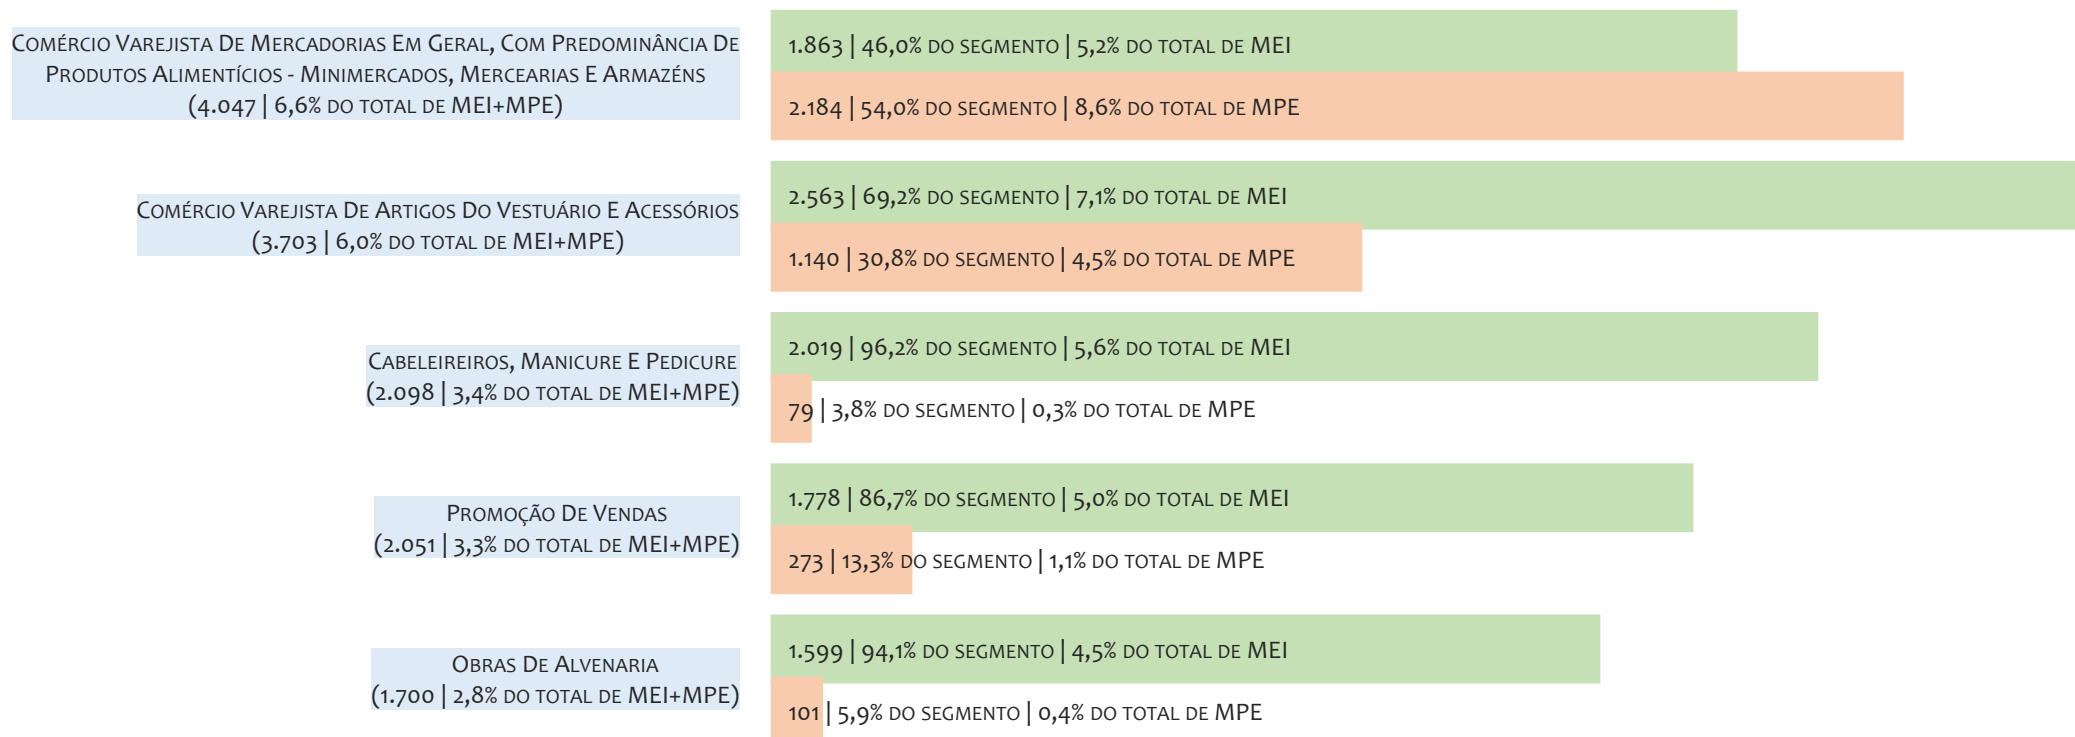 Comércio Varejista De Mercadorias Em Geral, Com Predominância De
Produtos Alimentícios - Minimercados, Mercearias E Armazéns
(4.047 | 6,6% do total de MEI+MPE)
1.863 | 46,0% do segmento | 5,2% do total de MEI
2.184 | 54,0% do segmento | 8,6% do total de MPE
Comércio Varejista De Artigos Do Vestuário E Acessórios
(3.703 | 6,0% do total de MEI+MPE)
2.563 | 69,2% do segmento | 7,1% do total de MEI
1.140 | 30,8% do segmento | 4,5% do total de MPE
Cabeleireiros, Manicure E Pedicure
(2.098 | 3,4% do total de MEI+MPE)
2.019 | 96,2% do segmento | 5,6% do total de MEI
79 | 3,8% do segmento | 0,3% do total de MPE
Promoção De Vendas
(2.051 | 3,3% do total de MEI+MPE)
1.778 | 86,7% do segmento | 5,0% do total de MEI
273 | 13,3% do segmento | 1,1% do total de MPE
Obras De Alvenaria
(1.700 | 2,8% do total de MEI+MPE)
1.599 | 94,1% do segmento | 4,5% do total de MEI
101 | 5,9% do segmento | 0,4% do total de MPE